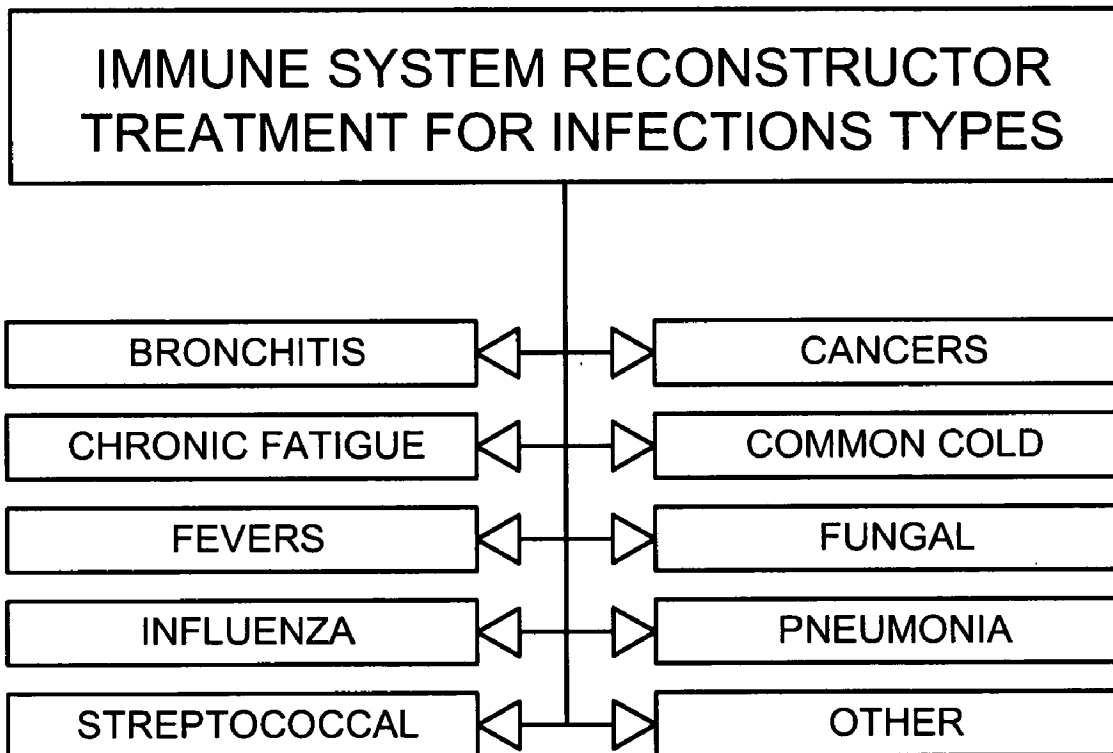 IMMUNE SYSTEM RECONSTRUCTOR
TREATMENT FOR INFECTIONS TYPES
BRONCHITIS
CANCERS
CHRONIC FATIGUE
COMMON COLD
FEVERS
FUNGAL
INFLUENZA
PNEUMONIA
STREPTOCOCCAL
OTHER